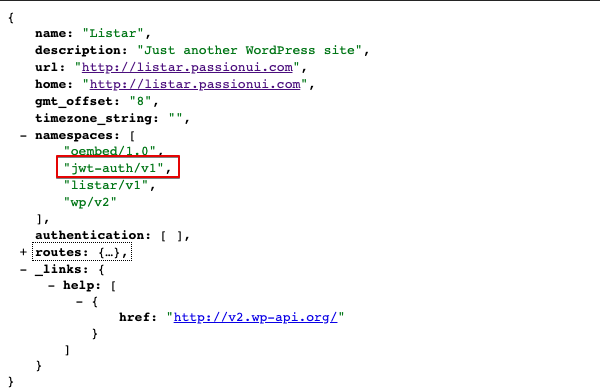 {
name: "Listar",
description: "Just another WordPress site",
url: "http://listar.passionui.com",
home: "http://listar.passionui.com",
gmt_offset: "8",
timezone_string: "",
- namespaces: [
"oembed/1.0",
"jwt-auth/v1",
"listar/v1",
"wp/v2"
],
authentication: [ ],
+ routes: {…},
- _links: {
- help: [
- {
href: "http://v2.wp-api.org/"
}
]
}
}